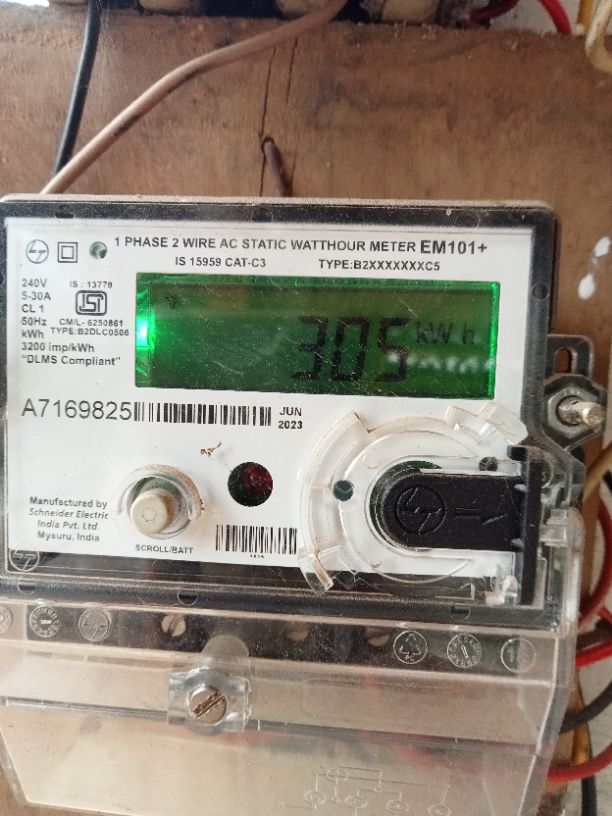 1 PHASE 2 WIRE AC STATIC WATTHOUR METER EM101+
IS 15959 CAT-C3 TYPE:B2XXXXXXXC5
240V
5-30A
CL 1
50Hz
kWh
3200 imp/kWh
"DLMS Compliant"
IS : 13779
ISI
CM/L- 6250861
TYPE:B2DLC0506
305 kWh
A7169825
JUN
2023
Manufactured by
Schneider Electric
India Pvt. Ltd.
Mysuru, India
SCROLL/BATT
PC